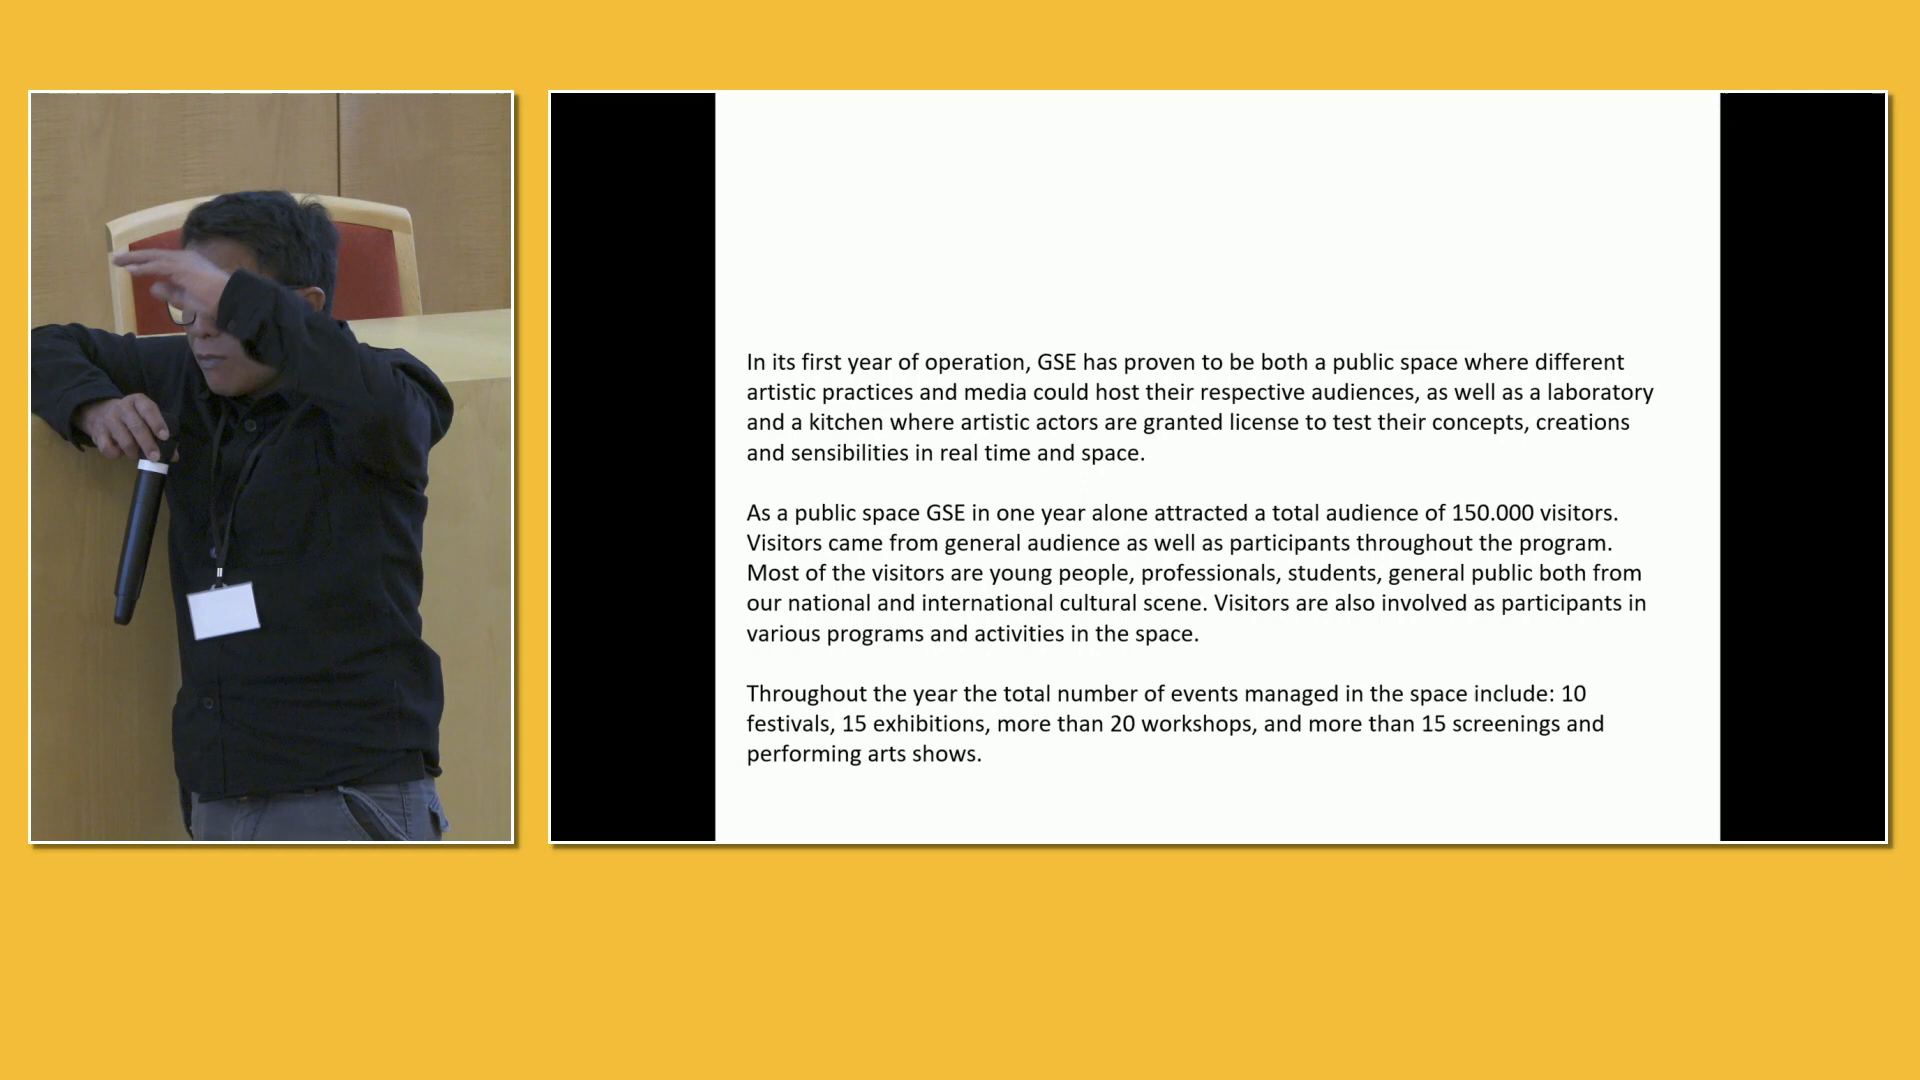 In its first year of operation, GSE has proven to be both a public space where different
artistic practices and media could host their respective audiences, as well as a laboratory
and a kitchen where artistic actors are granted license to test their concepts, creations
and sensibilities in real time and space.
As a public space GSE in one year alone attracted a total audience of 150.000 visitors.
Visitors came from general audience as well as participants throughout the program.
Most of the visitors are young people, professionals, students, general public both from
our national and international cultural scene. Visitors are also involved as participants in
various programs and activities in the space.
Throughout the year the total number of events managed in the space include: 10
festivals, 15 exhibitions, more than 20 workshops, and more than 15 screenings and
performing arts shows.